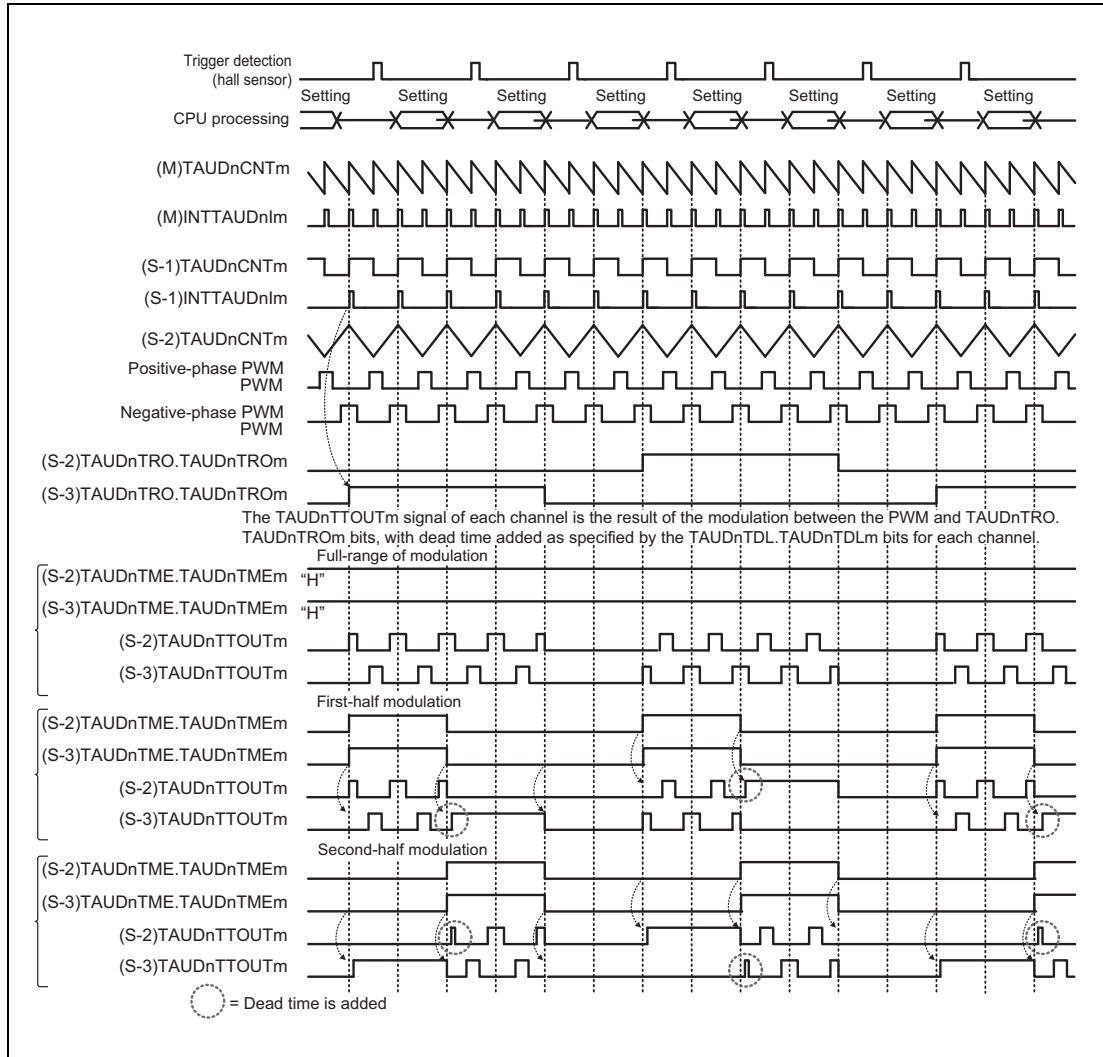 Trigger detection
(hall sensor)
Setting Setting Setting Setting Setting Setting Setting Setting
CPU processing
(M)TAUDnCNTm
(M)INTTAUDnIm
(S-1)TAUDnCNTm
(S-1)INTTAUDnIm
(S-2)TAUDnCNTm
Positive-phase PWM
PWM
Negative-phase PWM
PWM
(S-2)TAUDnTRO.TAUDnTROm
(S-3)TAUDnTRO.TAUDnTROm
The TAUDnTTOUTm signal of each channel is the result of the modulation between the PWM and TAUDnTRO.
TAUDnTROm bits, with dead time added as specified by the TAUDnTDL.TAUDnTDLm bits for each channel.
Full-range of modulation
(S-2)TAUDnTME.TAUDnTMEm "H"
(S-3)TAUDnTME.TAUDnTMEm "H"
(S-2)TAUDnTTOUTm
(S-3)TAUDnTTOUTm
First-half modulation
(S-2)TAUDnTME.TAUDnTMEm
(S-3)TAUDnTME.TAUDnTMEm
(S-2)TAUDnTTOUTm
(S-3)TAUDnTTOUTm
Second-half modulation
(S-2)TAUDnTME.TAUDnTMEm
(S-3)TAUDnTME.TAUDnTMEm
(S-2)TAUDnTTOUTm
(S-3)TAUDnTTOUTm
= Dead time is added